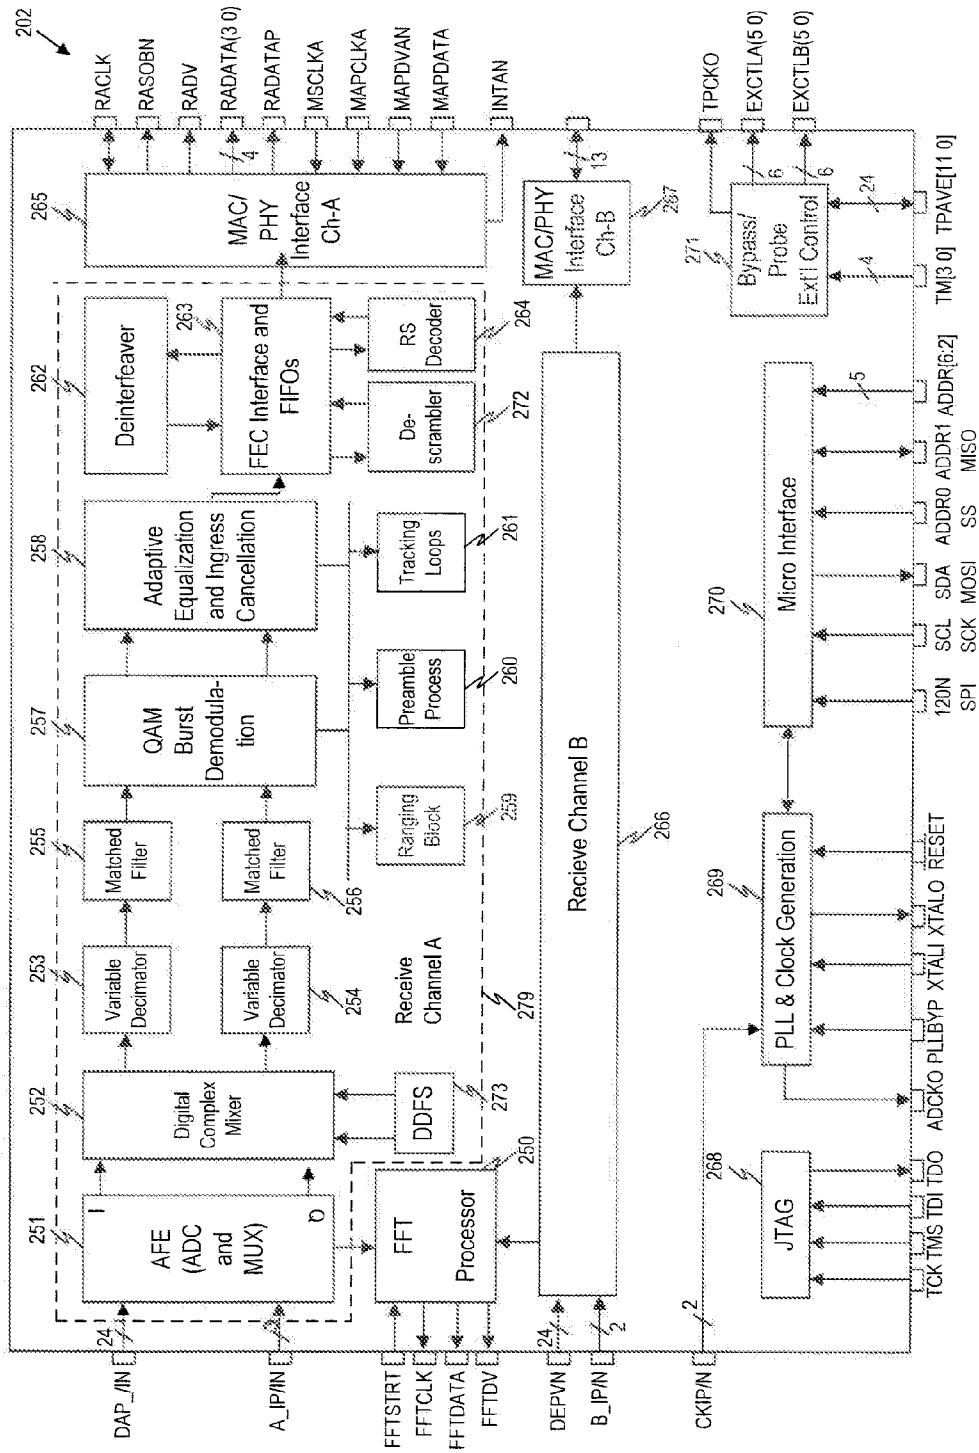 202
DAP_/IN
24
A_IP/IN
FFTSTRT
FFTCLK
FFTDATA
FFTDV
DEPVN
24
B_IP/N
2
CKIP/N
2
251
AFE
(ADC
and
MUX)
I
Q
252
Digital
Complex
Mixer
253
Variable
Decimator
254
Variable
Decimator
255
Matched
Filter
256
Matched
Filter
257
QAM
Burst
Demodula-
tion
258
Adaptive
Equalization
and Ingress
Cancellation
262
Deinterfeaver
263
FEC Interface and
FIFOs
265
MAC/
PHY
Interface
Ch-A
DDFS
273
Receive
Channel A
279
Ranging
Block
259
Preamble
Process
260
Tracking
Loops
261
De-
scrambler
272
RS
Decoder
264
250
FFT
Processor
Recieve Channel B
266
MAC/PHY
Interface
Ch-B
267
13
268
JTAG
269
PLL & Clock Generation
270
Micro Interface
271
Bypass/
Probe
Ext'l Control
RACLK
RASOBN
RADV
RADATA(3 0)
4
RADATAP
MSCLKA
MAPCLKA
MAPDVAN
MAPDATA
INTAN
TPCKO
EXCTLA(5 0)
6
EXCTLB(5 0)
6
TCK
TMS
TDI
TDO
ADCKO
PLLBYP
XTALI
XTALO
RESET
120N
SPI
SCL
SCK
SDA
MOSI
ADDR0
SS
ADDR1
MISO
5
ADDR[6:2]
4
TM[3 0]
24
TPAVE[11 0]